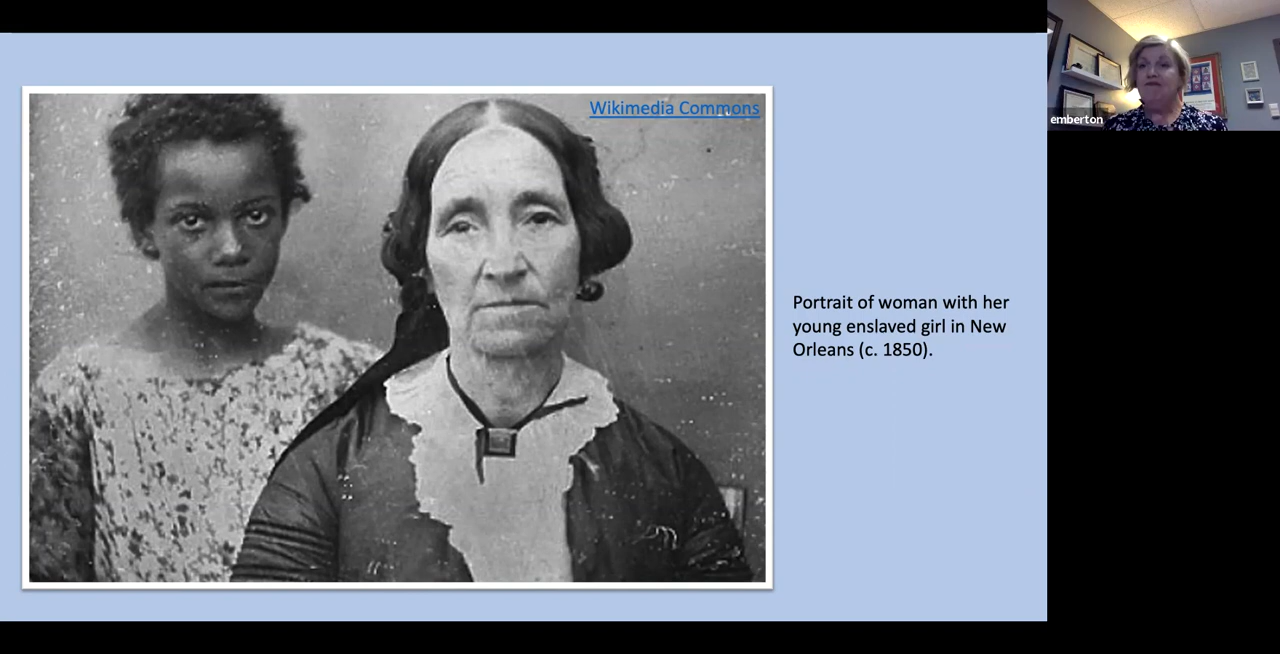 Wikimedia Commons
emberton
Portrait of woman with her
young enslaved girl in New
Orleans (c. 1850).